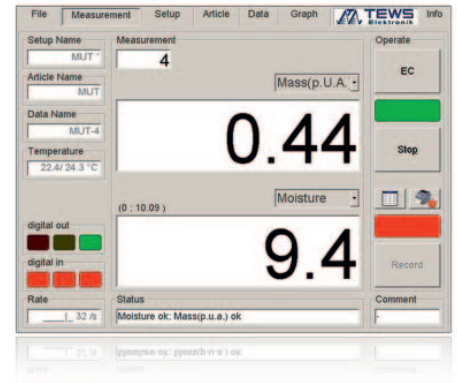 File Measurement Setup Article Data Graph TEWS Elektronik Info
Setup Name Measurement Operate
MUT *
4
EC
Article Name
MUT
Mass(p.U.A.
Data Name
MUT-4
0.44
Stop
Temperature
22.4/ 24.3 °C
Moisture
(0 ; 10.09 )
digital out
9.4
digital in
Record
Rate Status Comment
32 /s Moisture ok; Mass(p.u.a.) ok -